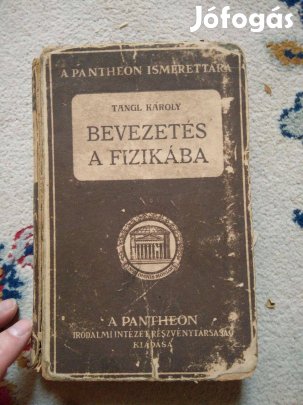 Jófogás
A PANTHEON ISMERETTÁRA
TANGL KÁROLY
BEVEZETÉS
A FIZIKÁBA
A PANTHEON
IRODALMI INTÉZET RÉSZVÉNYTÁRSASÁG
KIADÁSA